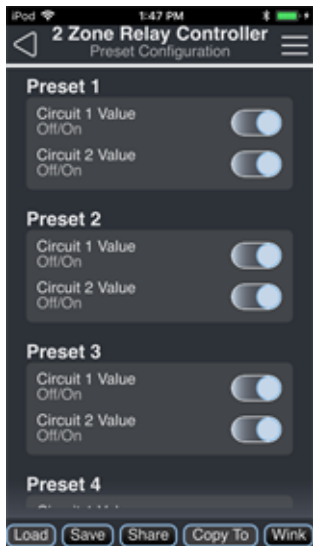 iPod 1:47 PM
2 Zone Relay Controller
Preset Configuration
Preset 1
Circuit 1 Value
Off/On
Circuit 2 Value
Off/On
Preset 2
Circuit 1 Value
Off/On
Circuit 2 Value
Off/On
Preset 3
Circuit 1 Value
Off/On
Circuit 2 Value
Off/On
Preset 4
Load Save Share Copy To Wink